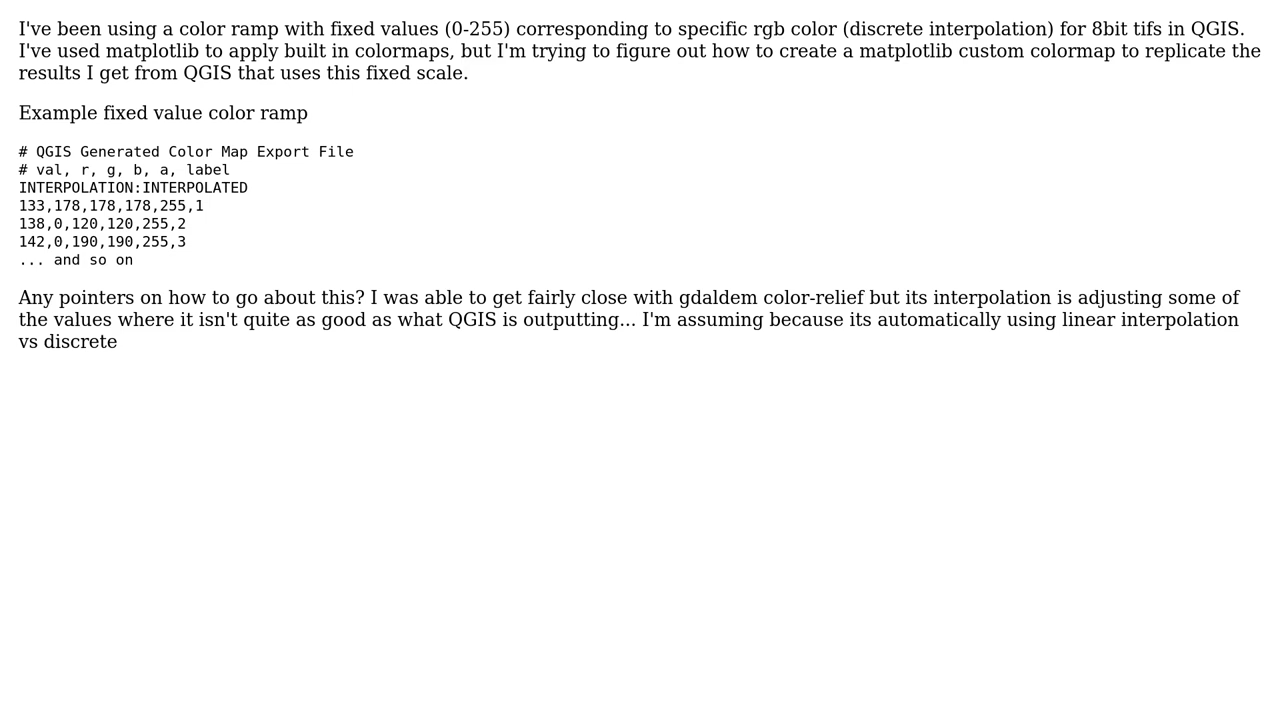 I've been using a color ramp with fixed values (0-255) corresponding to specific rgb color (discrete interpolation) for 8bit tifs in QGIS.
I've used matplotlib to apply built in colormaps, but I'm trying to figure out how to create a matplotlib custom colormap to replicate the
results I get from QGIS that uses this fixed scale.
Example fixed value color ramp
# QGIS Generated Color Map Export File
# val, r, g, b, a, label
INTERPOLATION:INTERPOLATED
133,178,178,178,255,1
138,0,120,120,255,2
142,0,190,190,255,3
... and so on
Any pointers on how to go about this? I was able to get fairly close with gdaldem color-relief but its interpolation is adjusting some of
the values where it isn't quite as good as what QGIS is outputting... I'm assuming because its automatically using linear interpolation
vs discrete